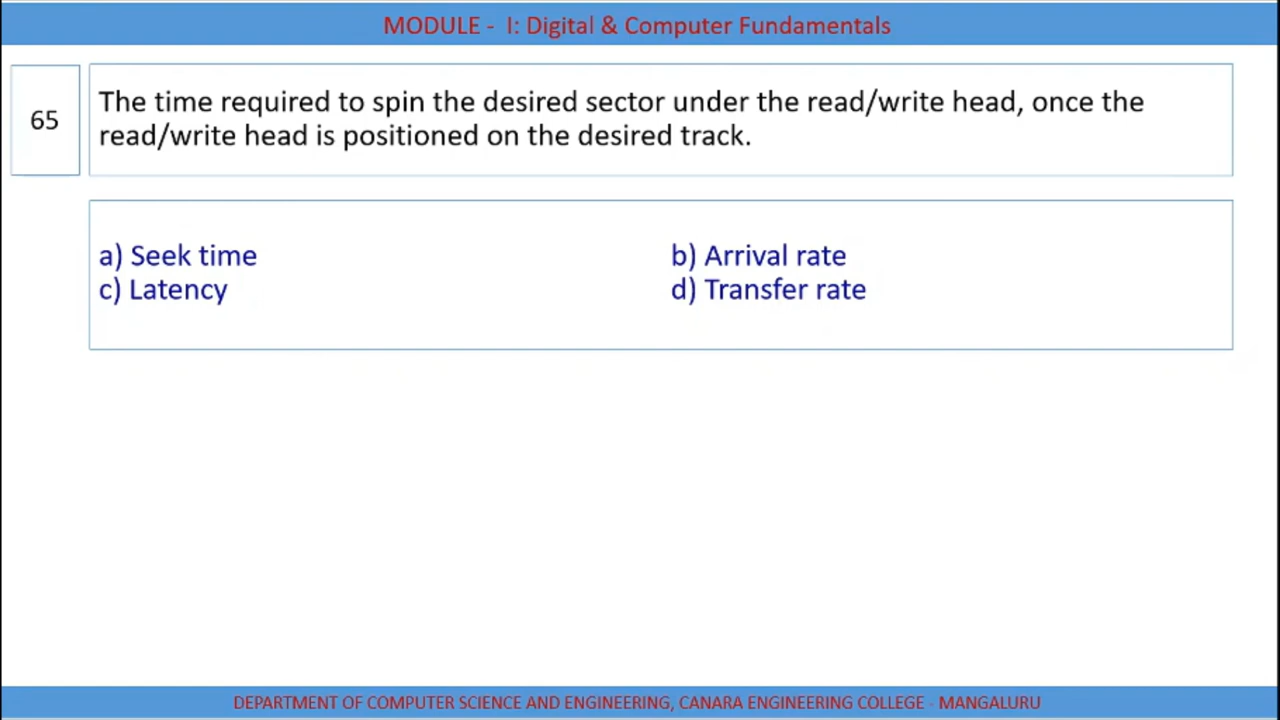 MODULE - I: Digital & Computer Fundamentals
65
The time required to spin the desired sector under the read/write head, once the
read/write head is positioned on the desired track.
a) Seek time
b) Arrival rate
c) Latency
d) Transfer rate
DEPARTMENT OF COMPUTER SCIENCE AND ENGINEERING, CANARA ENGINEERING COLLEGE - MANGALURU